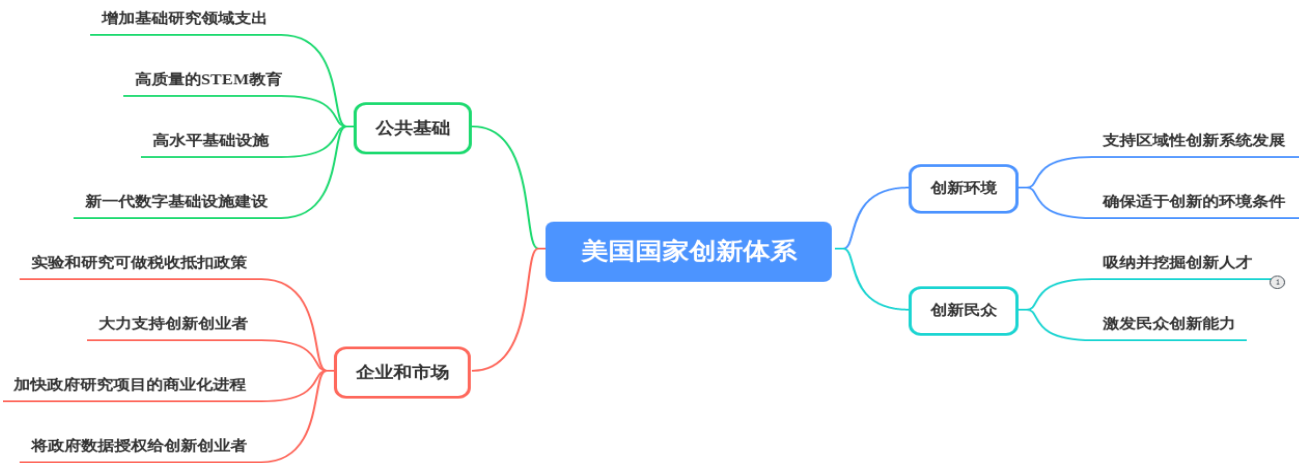 美国国家创新体系
公共基础
增加基础研究领域支出
高质量的STEM教育
高水平基础设施
新一代数字基础设施建设
企业和市场
实验和研究可做税收抵扣政策
大力支持创新创业者
加快政府研究项目的商业化进程
将政府数据授权给创新创业者
创新环境
支持区域性创新系统发展
确保适于创新的环境条件
创新民众
吸纳并挖掘创新人才
1
激发民众创新能力